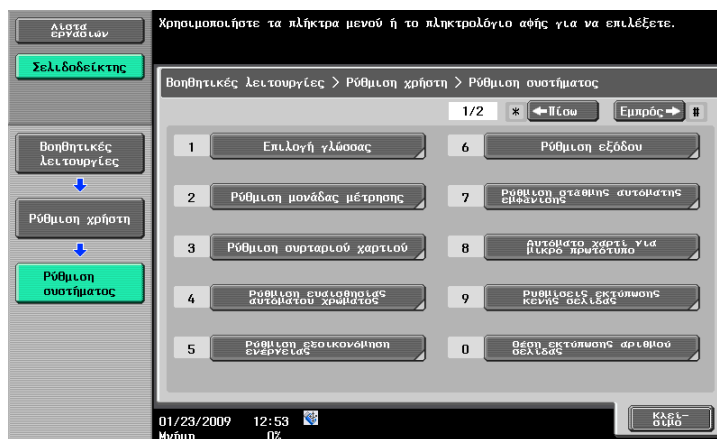 Λίστα
εργασιών
Χρησιμοποιήστε τα πλήκτρα μενού ή το πληκτρολόγιο αφής για να επιλέξετε.
Σελιδοδείκτης
Βοηθητικές λειτουργίες > Ρύθμιση χρήστη > Ρύθμιση συστήματος
1/2 * ←Πίσω Εμπρός→ #
Βοηθητικές
λειτουργίες
Ρύθμιση χρήστη
Ρύθμιση
συστήματος
1 Επιλογή γλώσσας
2 Ρύθμιση μονάδας μέτρησης
3 Ρύθμιση συρταριού χαρτιού
4 Ρύθμιση ευαισθησίας
αυτόματου χρώματος
5 Ρύθμιση εξοικονόμηση
ενέργειας
6 Ρύθμιση εξόδου
7 Ρύθμιση στάθμης αυτόματης
εμφάνισης
8 Αυτόματο χαρτί για
μικρό πρωτότυπο
9 Ρυθμίσεις εκτύπωσης
κενής σελίδας
0 Θέση εκτύπωσης αριθμού
σελίδας
01/23/2009 12:53
Μνήμη 0%
Κλεί-
σιμο